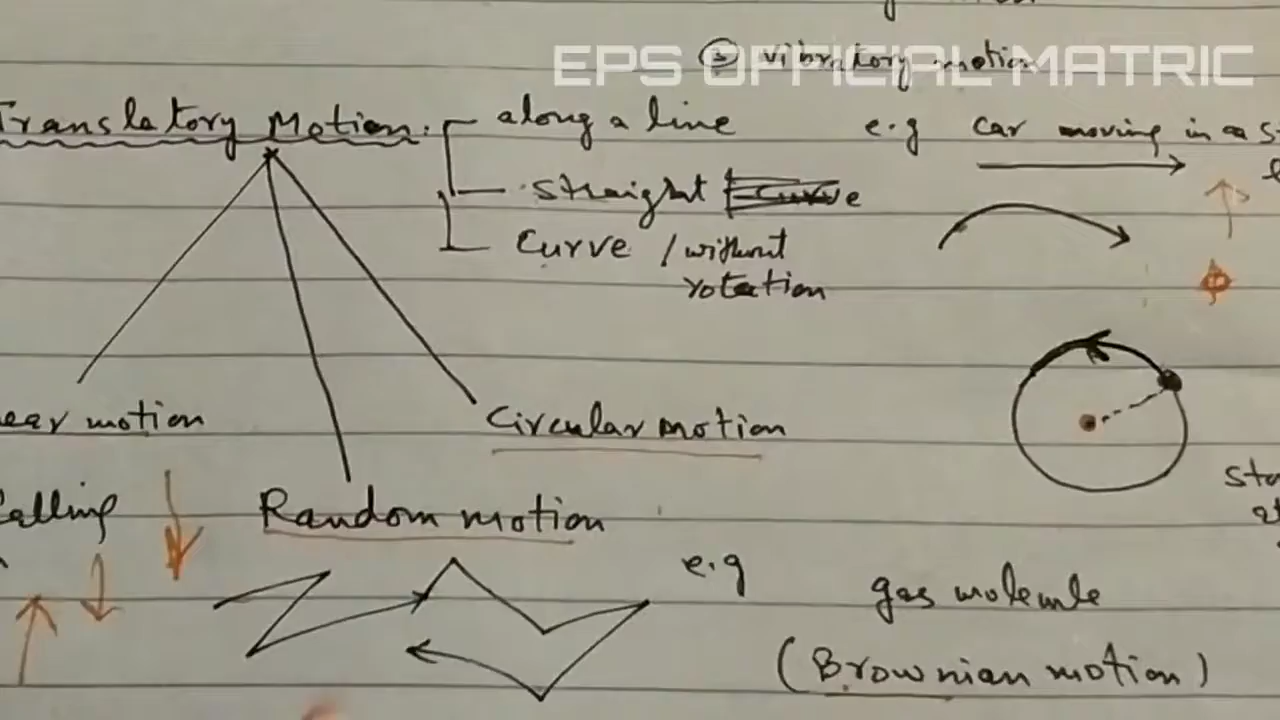 ③ vibratory motion
EPS OFFICIAL MATRIC
Translatory Motion. along a line e.g car moving in a
straight
Curve / without
rotation
motion
Circular motion
Random motion
e.g
gas molecule
(Brownian motion)